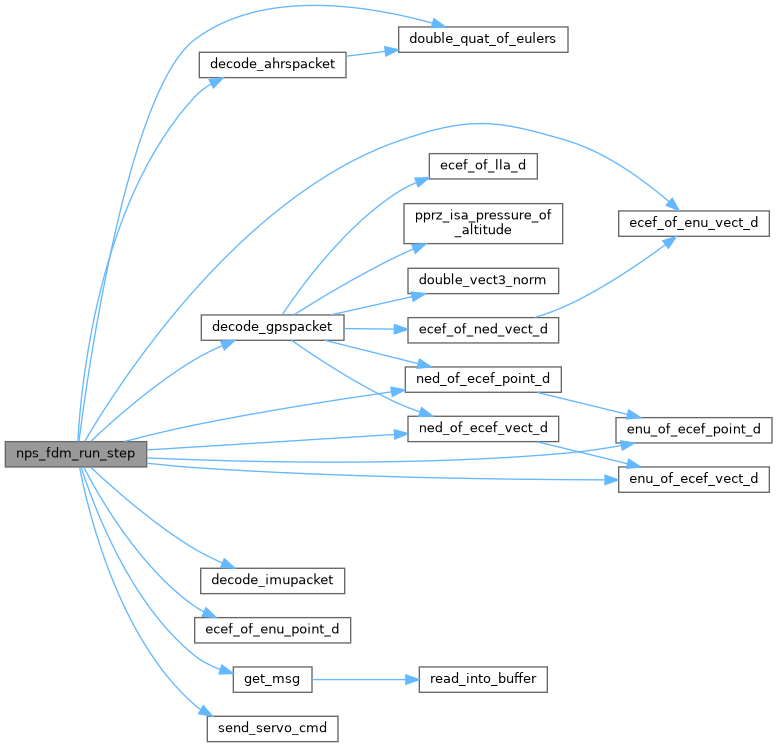 double_quat_of_eulers
decode_ahrspacket
ecef_of_lla_d
pprz_isa_pressure_of
_altitude
ecef_of_enu_vect_d
double_vect3_norm
decode_gpspacket
ecef_of_ned_vect_d
ned_of_ecef_point_d
ned_of_ecef_vect_d
enu_of_ecef_point_d
nps_fdm_run_step
enu_of_ecef_vect_d
decode_imupacket
ecef_of_enu_point_d
get_msg
read_into_buffer
send_servo_cmd